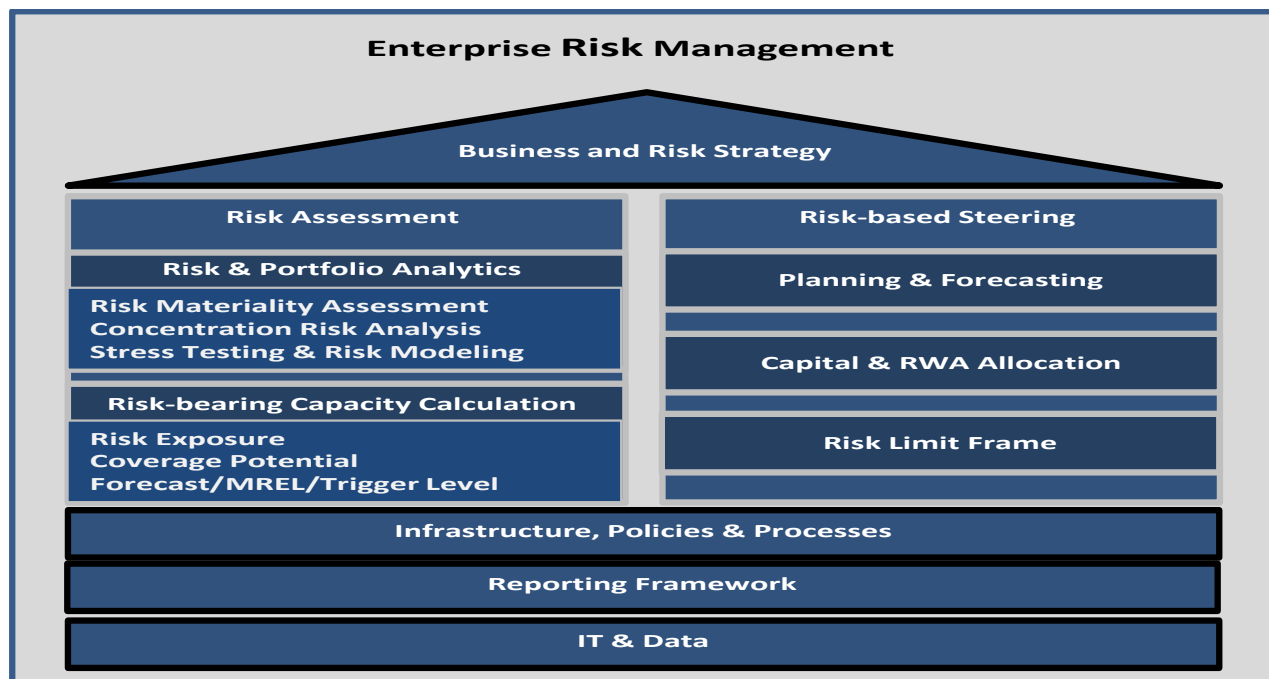 Enterprise Risk Management
Business and Risk Strategy
Risk Assessment
Risk & Portfolio Analytics
Risk Materiality Assessment
Concentration Risk Analysis
Stress Testing & Risk Modeling
Risk-bearing Capacity Calculation
Risk Exposure
Coverage Potential
Forecast/MREL/Trigger Level
Risk-based Steering
Planning & Forecasting
Capital & RWA Allocation
Risk Limit Frame
Infrastructure, Policies & Processes
Reporting Framework
IT & Data